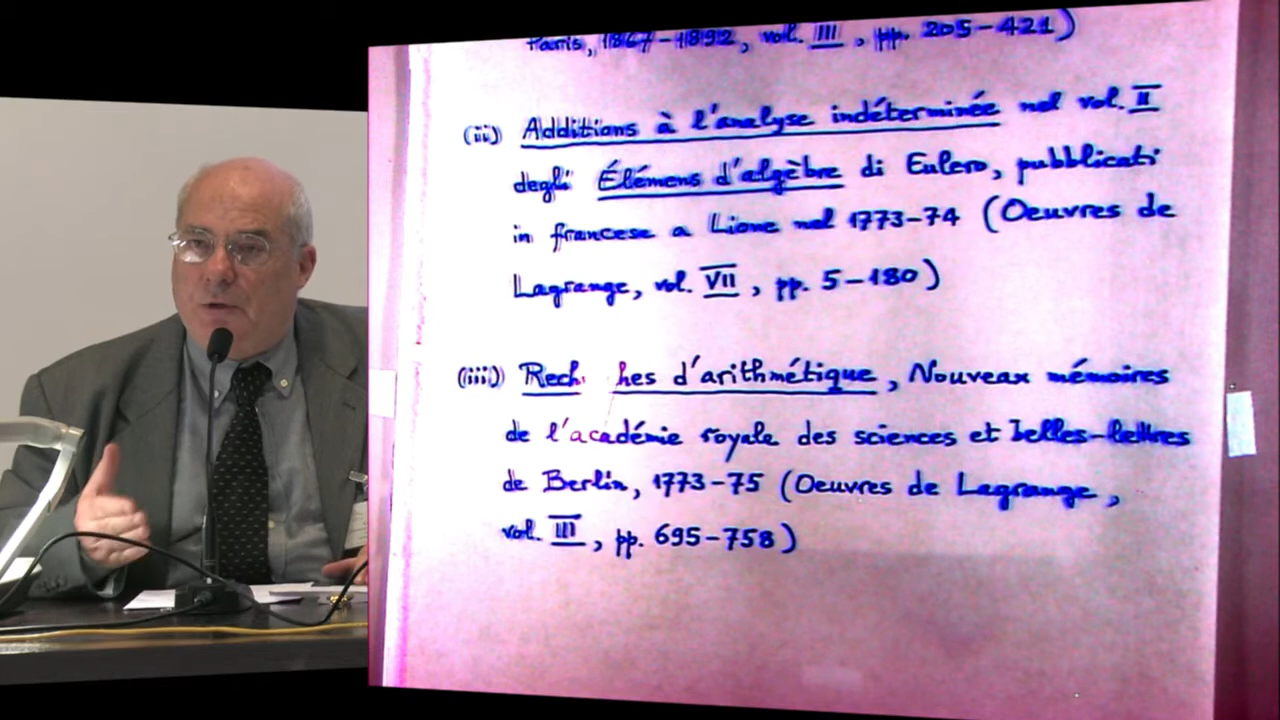 Paris, 1867-1892, vol. III, pp. 205-421)
(ii) Additions à l'analyse indéterminée nel vol. II
degli Élémens d'algèbre di Eulero, pubblicati
in francese a Lione nel 1773-74 (Oeuvres de
Lagrange, vol. VII, pp. 5-180)
(iii) Rech hes d'arithmétique, Nouveax mémoires
de l'académie royale des sciences et belles-lettres
de Berlin, 1773-75 (Oeuvres de Lagrange,
vol. III, pp. 695-758)